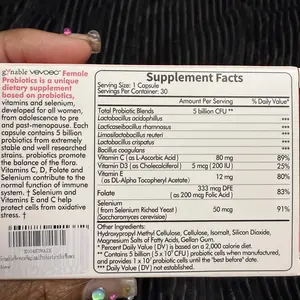 gynable vevoec Female
Probiotics is a unique
dietary supplement
based on probiotics,
vitamins and selenium,
developed for all women,
from adolescence to pre
and post-menopause. Each
capsule contains 5 billion
probiotics from extremely
stable and well researched
strains. probiotics promote
the balance of the flora.
Vitamins C, D, Folate and
Selenium contribute to the
normal function of immune
system. † Selenium and
Vitamins E and C help
protect cells from oxidative
stress. †
Supplement Facts
Serving Size: 1 Capsule
Servings Per Container: 30
Amount Per Serving % Daily Value*
Total Probiotic Blends 5 billion CFU **
Lactobacillus acidophilus ***
Lacticaseibacillus rhamnosus ***
Limosilactobacillus reuteri ***
Lactobacillus crispatus ***
Bacillus coagulans ***
Vitamin C (as L-Ascorbic Acid) 80 mg 89%
Vitamin D3 (as Cholecalciferol) 5 mcg (200 IU) 25%
Vitamin E 12 mg 80%
(as DL-Alpha Tocopheryl Acetate)
Folate 333 mcg DFE 83%
(as 200 mcg Folic Acid)
Selenium 50 mcg 91%
(from Selenium Riched Yeast)
(Saccharomyces cerevisiae)
Other Ingredients:
Hydroxypropyl Methyl Cellulose, Cellulose, Isomalt, Silicon Dioxide,
Magnesium Salts of Fatty Acids, Gellan Gum.
* Percent Daily Value (DV) is based on a 2,000 calorie diet.
** Contains 5 billion (5 x 10⁹ CFU) probiotic cells when manufactured,
and provides 1 x 10⁹ probiotic cells until the best before end date.
*** Daily Value (DV) not established.